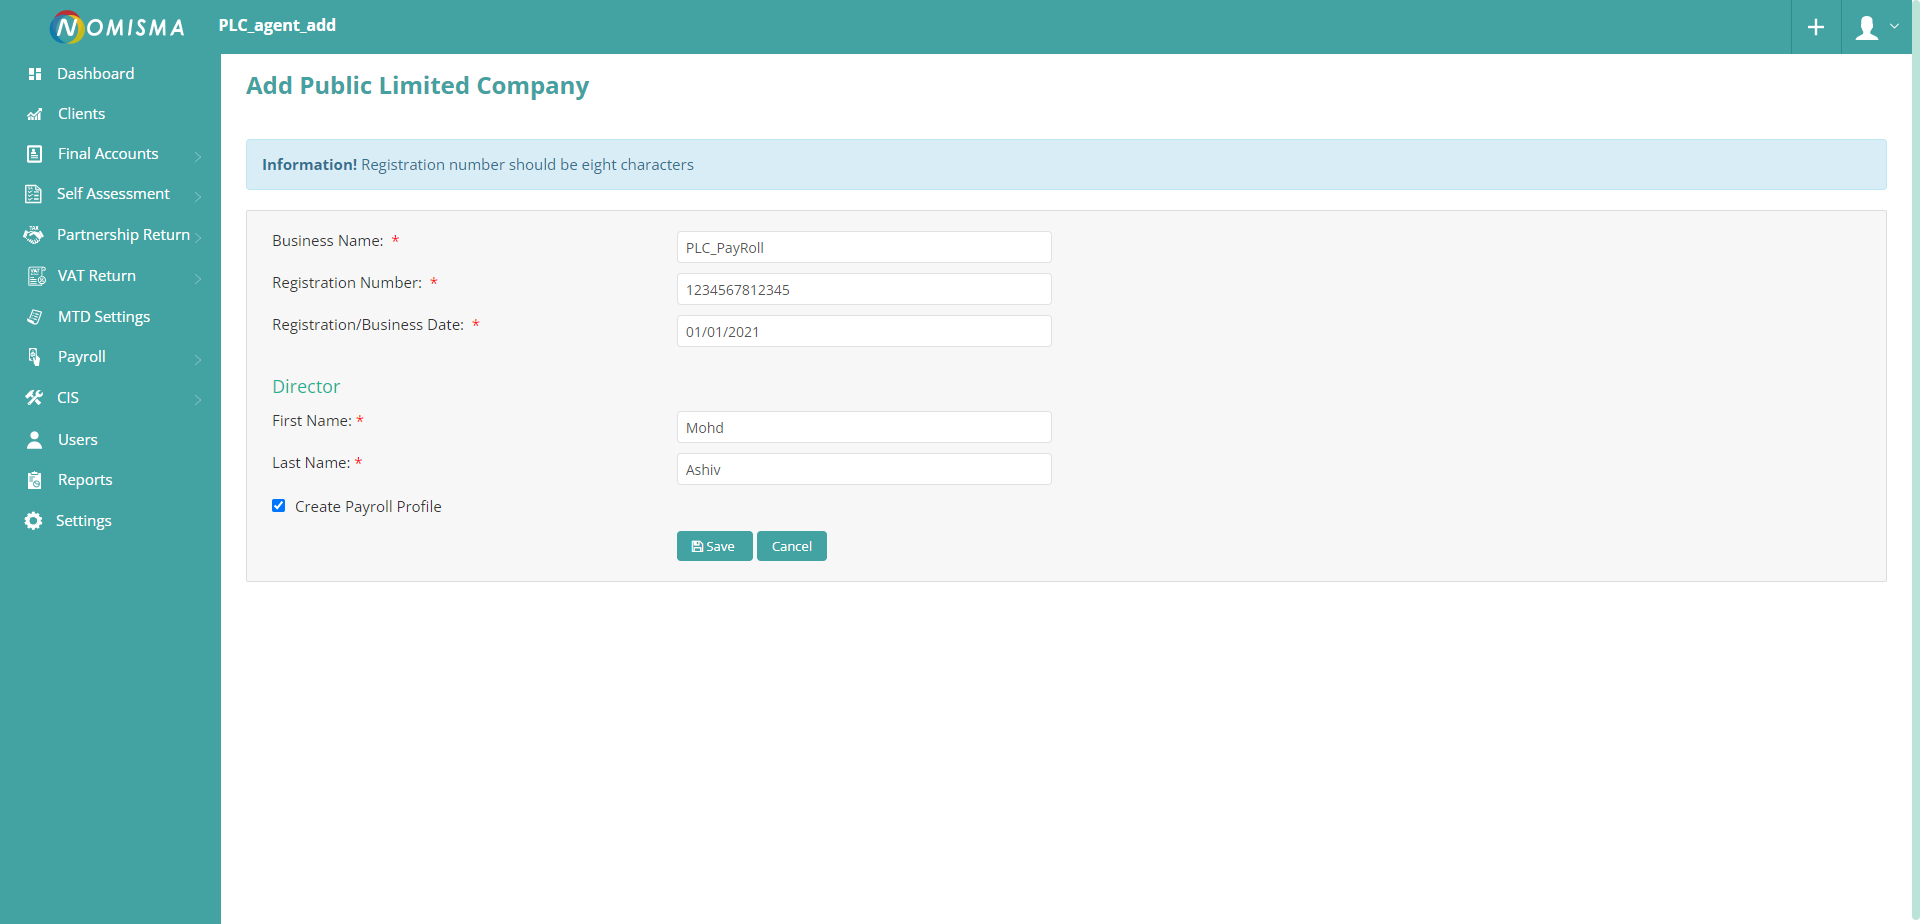 NOMISMA
PLC_agent_add
Dashboard
Clients
Final Accounts
Self Assessment
Partnership Return
VAT Return
MTD Settings
Payroll
CIS
Users
Reports
Settings
Add Public Limited Company
Information! Registration number should be eight characters
Business Name: * PLC_PayRoll
Registration Number: * 1234567812345
Registration/Business Date: * 01/01/2021
Director
First Name: * Mohd
Last Name: * Ashiv
Create Payroll Profile
Save Cancel